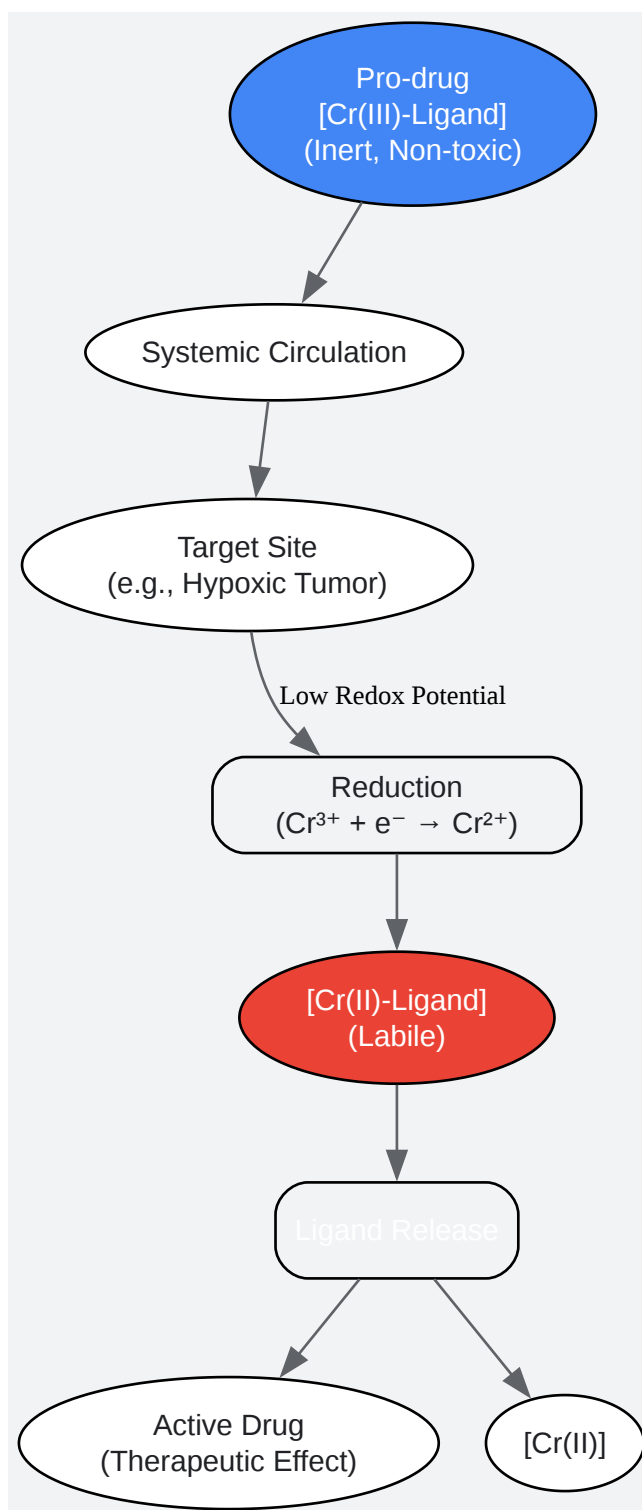 Pro-drug
[Cr(III)-Ligand]
(Inert, Non-toxic)
Systemic Circulation
Target Site
(e.g., Hypoxic Tumor)
Low Redox Potential
Reduction
(Cr³⁺ + e⁻ → Cr²⁺)
[Cr(II)-Ligand]
(Labile)
Ligand Release
Active Drug
(Therapeutic Effect)
[Cr(II)]